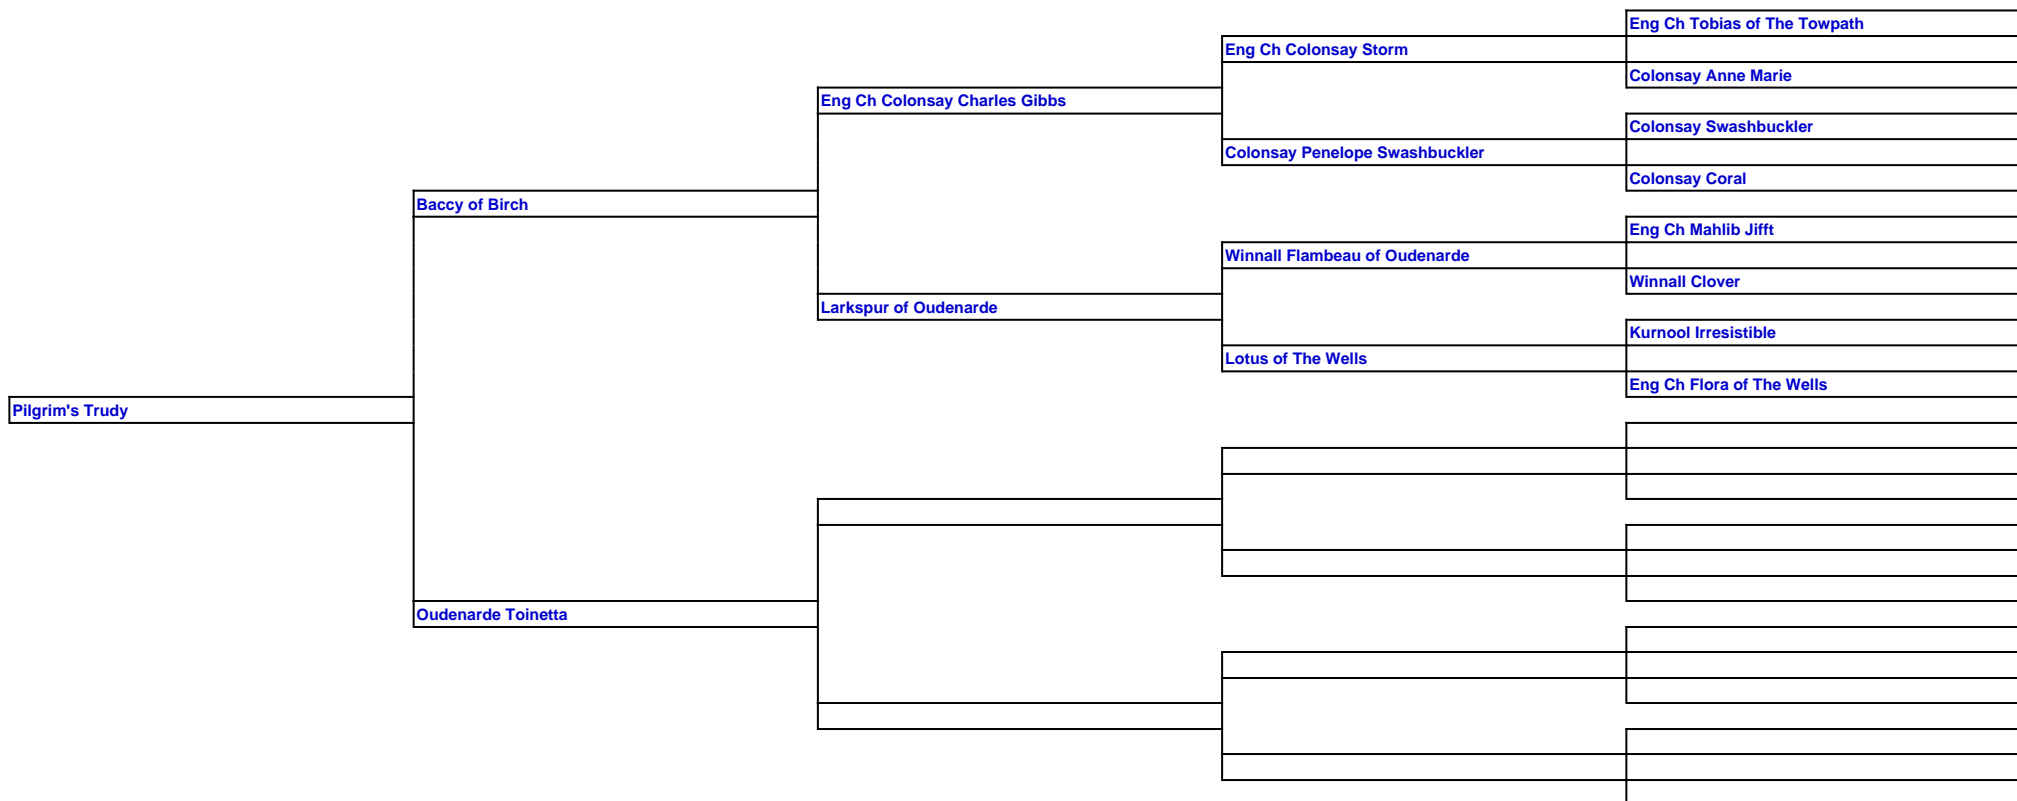 Eng Ch Tobias of The Towpath
Eng Ch Colonsay Storm
Colonsay Anne Marie
Eng Ch Colonsay Charles Gibbs
Colonsay Swashbuckler
Colonsay Penelope Swashbuckler
Colonsay Coral
Baccy of Birch
Eng Ch Mahlib Jifft
Winnall Flambeau of Oudenarde
Winnall Clover
Larkspur of Oudenarde
Kurnool Irresistible
Lotus of The Wells
Eng Ch Flora of The Wells
Pilgrim's Trudy
Oudenarde Toinetta